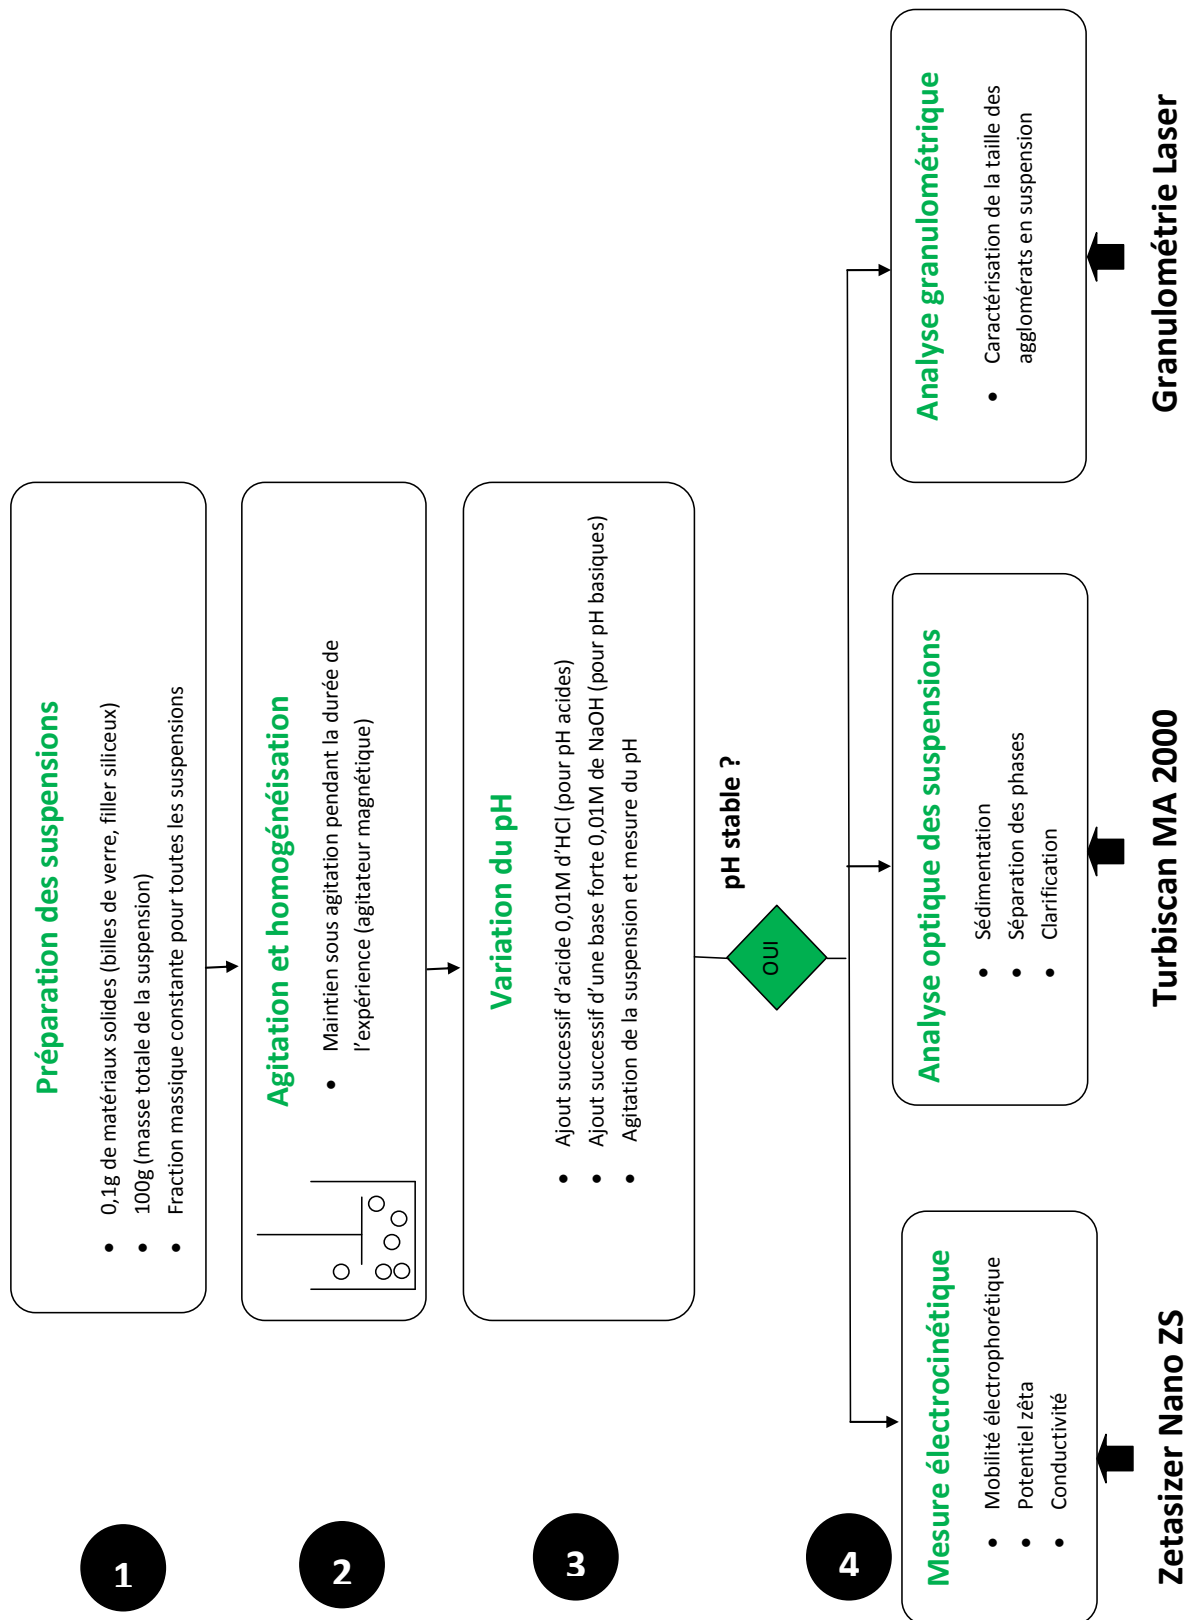 1
Préparation des suspensions
• 0,1g de matériaux solides (billes de verre, filler siliceux)
• 100g (masse totale de la suspension)
• Fraction massique constante pour toutes les suspensions
2
Agitation et homogénéisation
• Maintien sous agitation pendant la durée de
l'expérience (agitateur magnétique)
3
Variation du pH
• Ajout successif d'acide 0,01M d'HCl (pour pH acides)
• Ajout successif d'une base forte 0,01M de NaOH (pour pH basiques)
• Agitation de la suspension et mesure du pH
OUI
pH stable ?
4
Mesure électrocinétique
• Mobilité électrophorétique
• Potentiel zêta
• Conductivité
Zetasizer Nano ZS
Analyse optique des suspensions
• Sédimentation
• Séparation des phases
• Clarification
Turbiscan MA 2000
Analyse granulométrique
• Caractérisation de la taille des
agglomérats en suspension
Granulométrie Laser